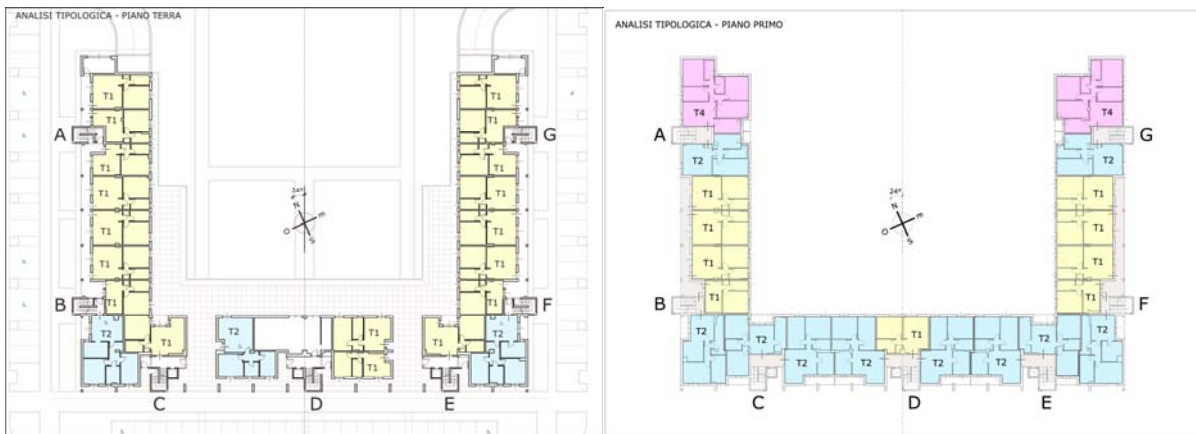 ANALISI TIPOLOGICA - PIANO TERRA
T1 T1
T1 T1
A G
T1 T1
T1 T1
24°
N
E
O
S
T1 T1
T1 T1
B T1 T1 F
T2 T2 T1 T2
T1 T1
T1
C D E
ANALISI TIPOLOGICA - PIANO PRIMO
T4 T4
A G
T2 T2
T1 T1
24°
N
E
O
S
T1 T1
T1 T1
B T1 T1 F
T2 T2 T2 T1 T2 T2 T2
T2 T2 T2 T2
C D E